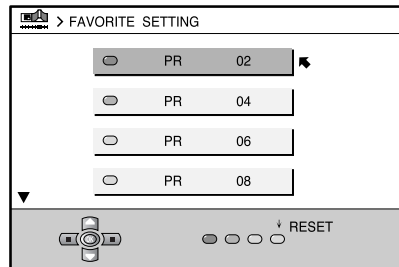 > FAVORITE SETTING
PR 02
PR 04
PR 06
PR 08
RESET